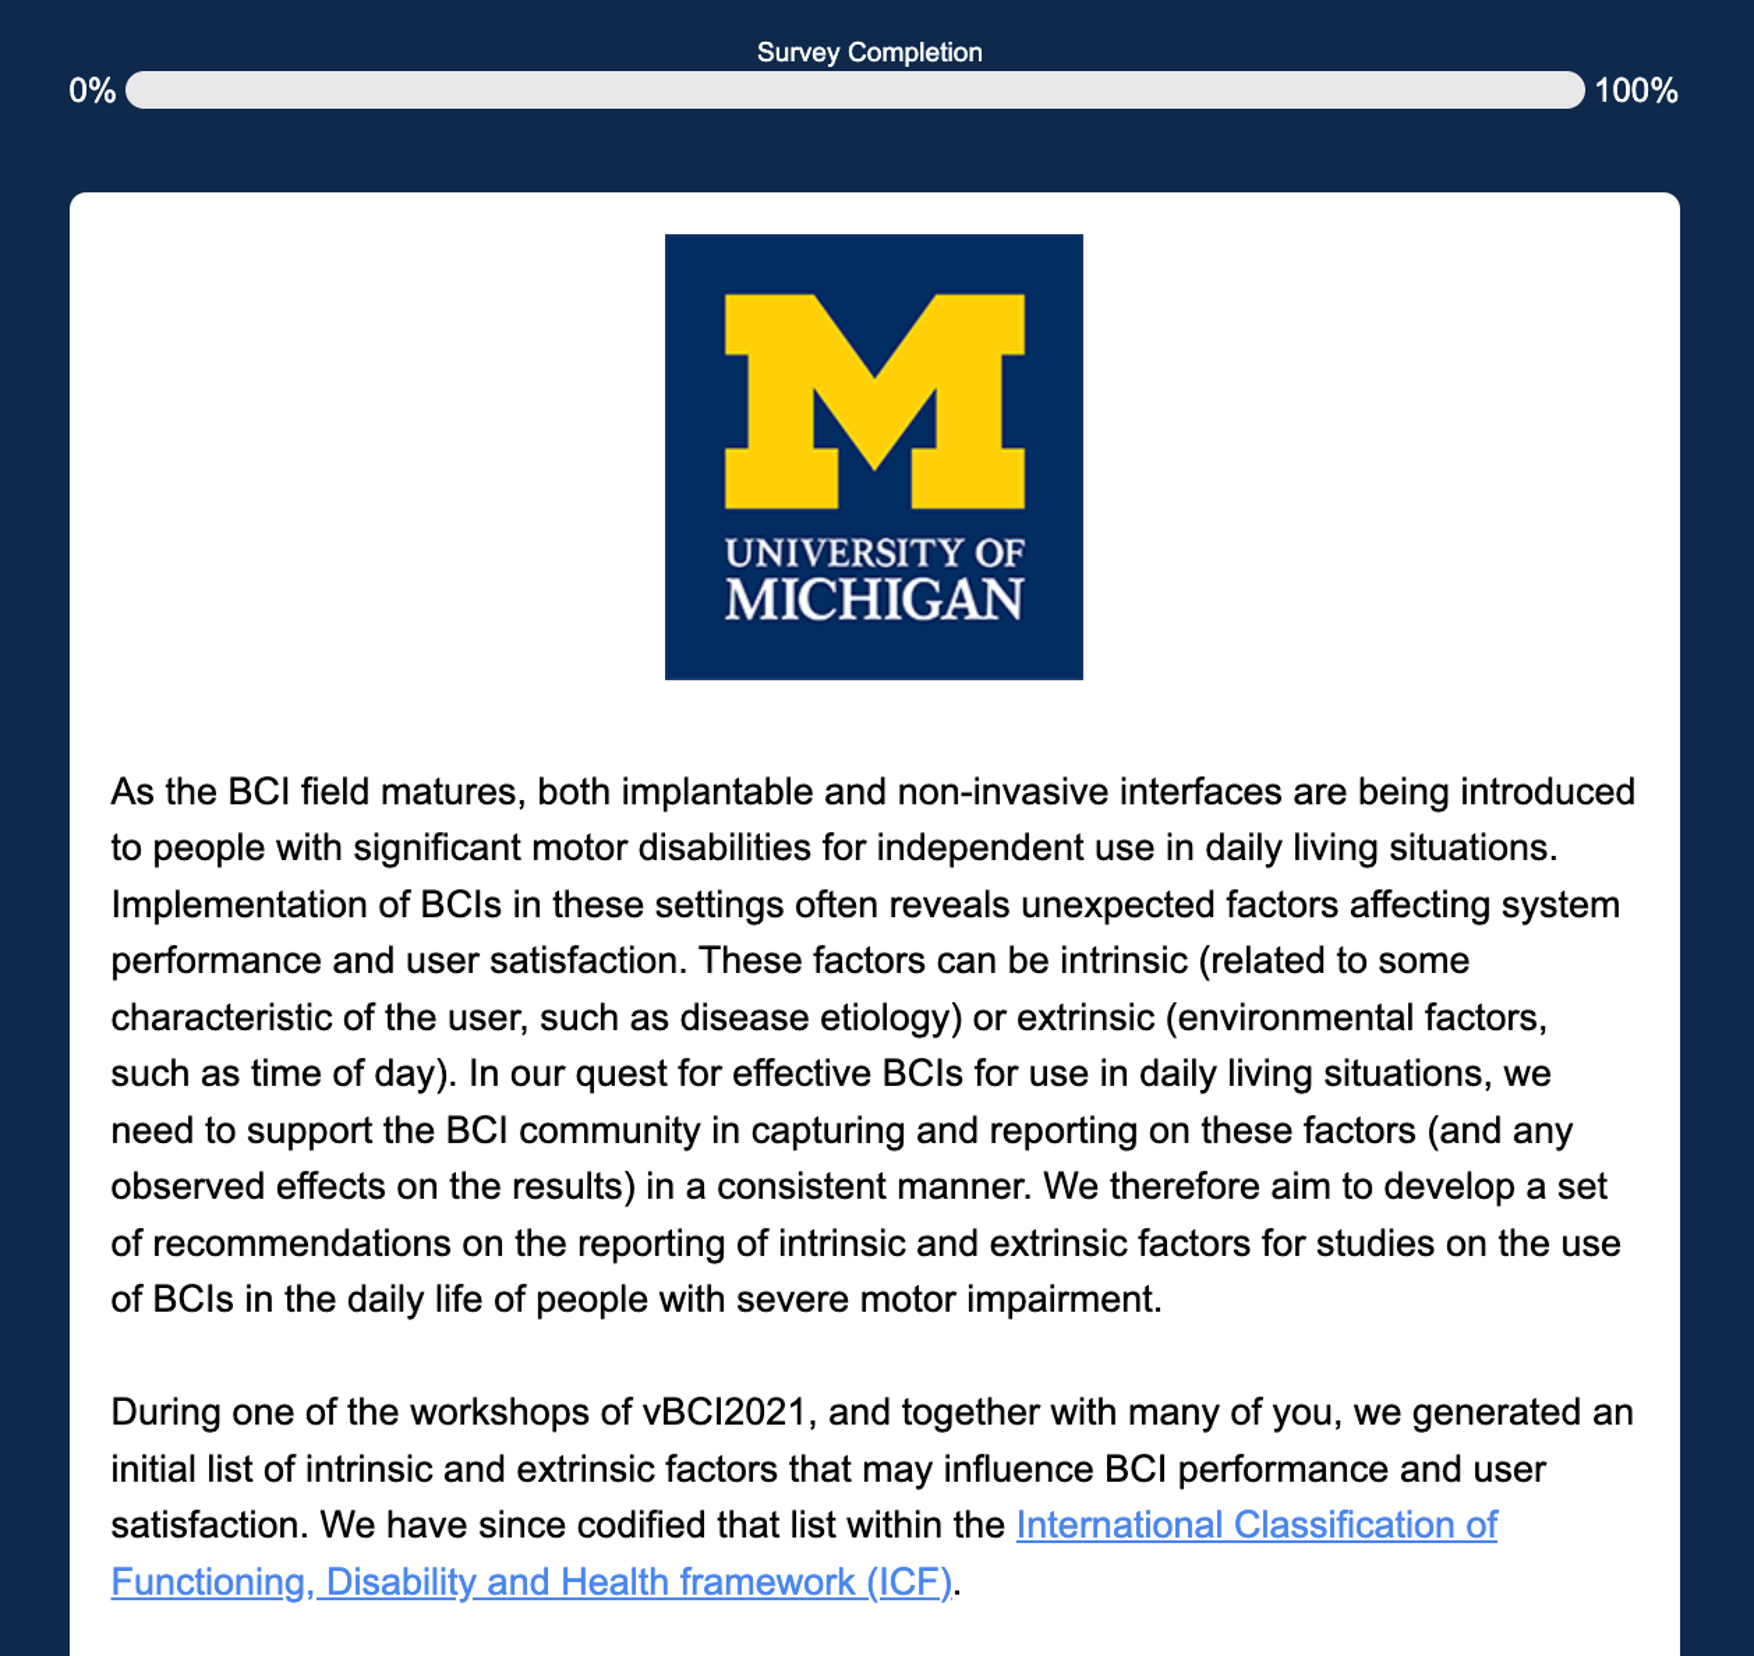 Survey Completion
0% 100%
M
UNIVERSITY OF
MICHIGAN
As the BCI field matures, both implantable and non-invasive interfaces are being introduced
to people with significant motor disabilities for independent use in daily living situations.
Implementation of BCIs in these settings often reveals unexpected factors affecting system
performance and user satisfaction. These factors can be intrinsic (related to some
characteristic of the user, such as disease etiology) or extrinsic (environmental factors,
such as time of day). In our quest for effective BCIs for use in daily living situations, we
need to support the BCI community in capturing and reporting on these factors (and any
observed effects on the results) in a consistent manner. We therefore aim to develop a set
of recommendations on the reporting of intrinsic and extrinsic factors for studies on the use
of BCIs in the daily life of people with severe motor impairment.
During one of the workshops of vBCI2021, and together with many of you, we generated an
initial list of intrinsic and extrinsic factors that may influence BCI performance and user
satisfaction. We have since codified that list within the International Classification of
Functioning, Disability and Health framework (ICF).